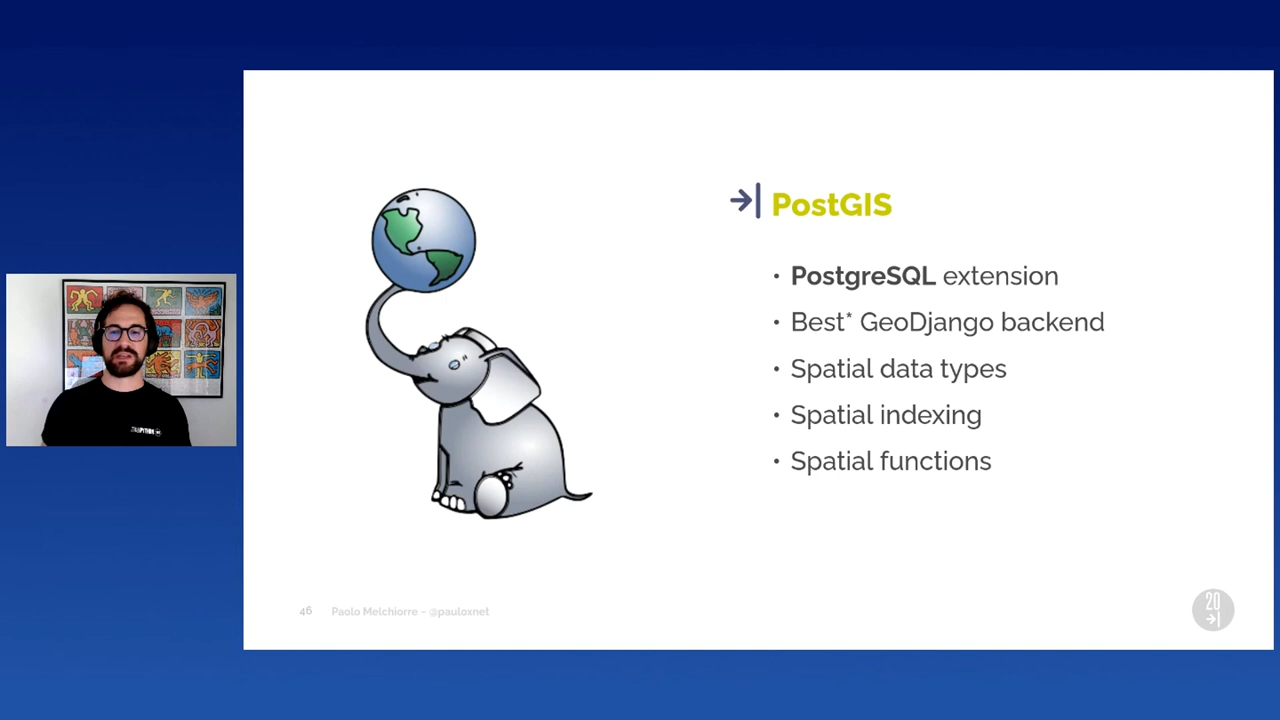 PostGIS
• PostgreSQL extension
• Best* GeoDjango backend
• Spatial data types
• Spatial indexing
• Spatial functions
46 Paolo Melchiorre – @pauloxnet
20